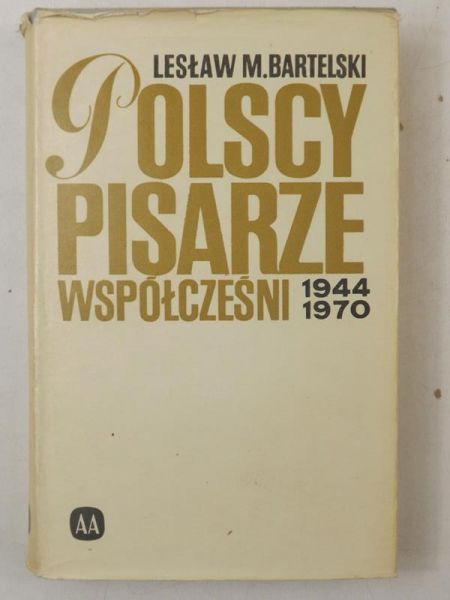 LESŁAW M.BARTELSKI
POLSCY
PISARZE
WSPÓŁCZEŚNI 1944
1970
AA